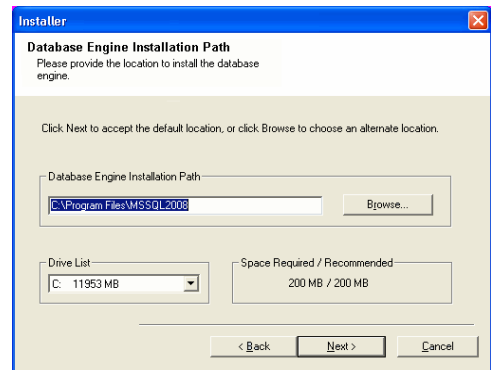 Installer
Database Engine Installation Path
Please provide the location to install the database
engine.
Click Next to accept the default location, or click Browse to choose an alternate location.
Database Engine Installation Path
C:\Program Files\MSSQL2008
Browse...
Drive List
C: 11953 MB
Space Required / Recommended
200 MB / 200 MB
< Back
Next >
Cancel